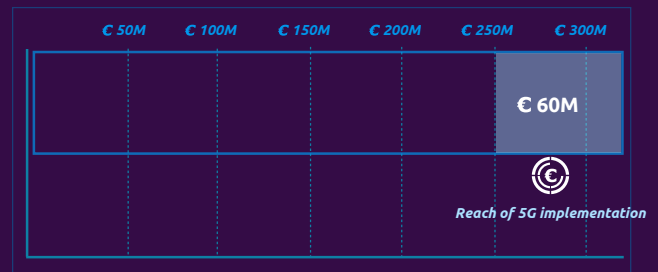 € 50M € 100M € 150M € 200M € 250M € 300M
€ 60M
€
Reach of 5G implementation